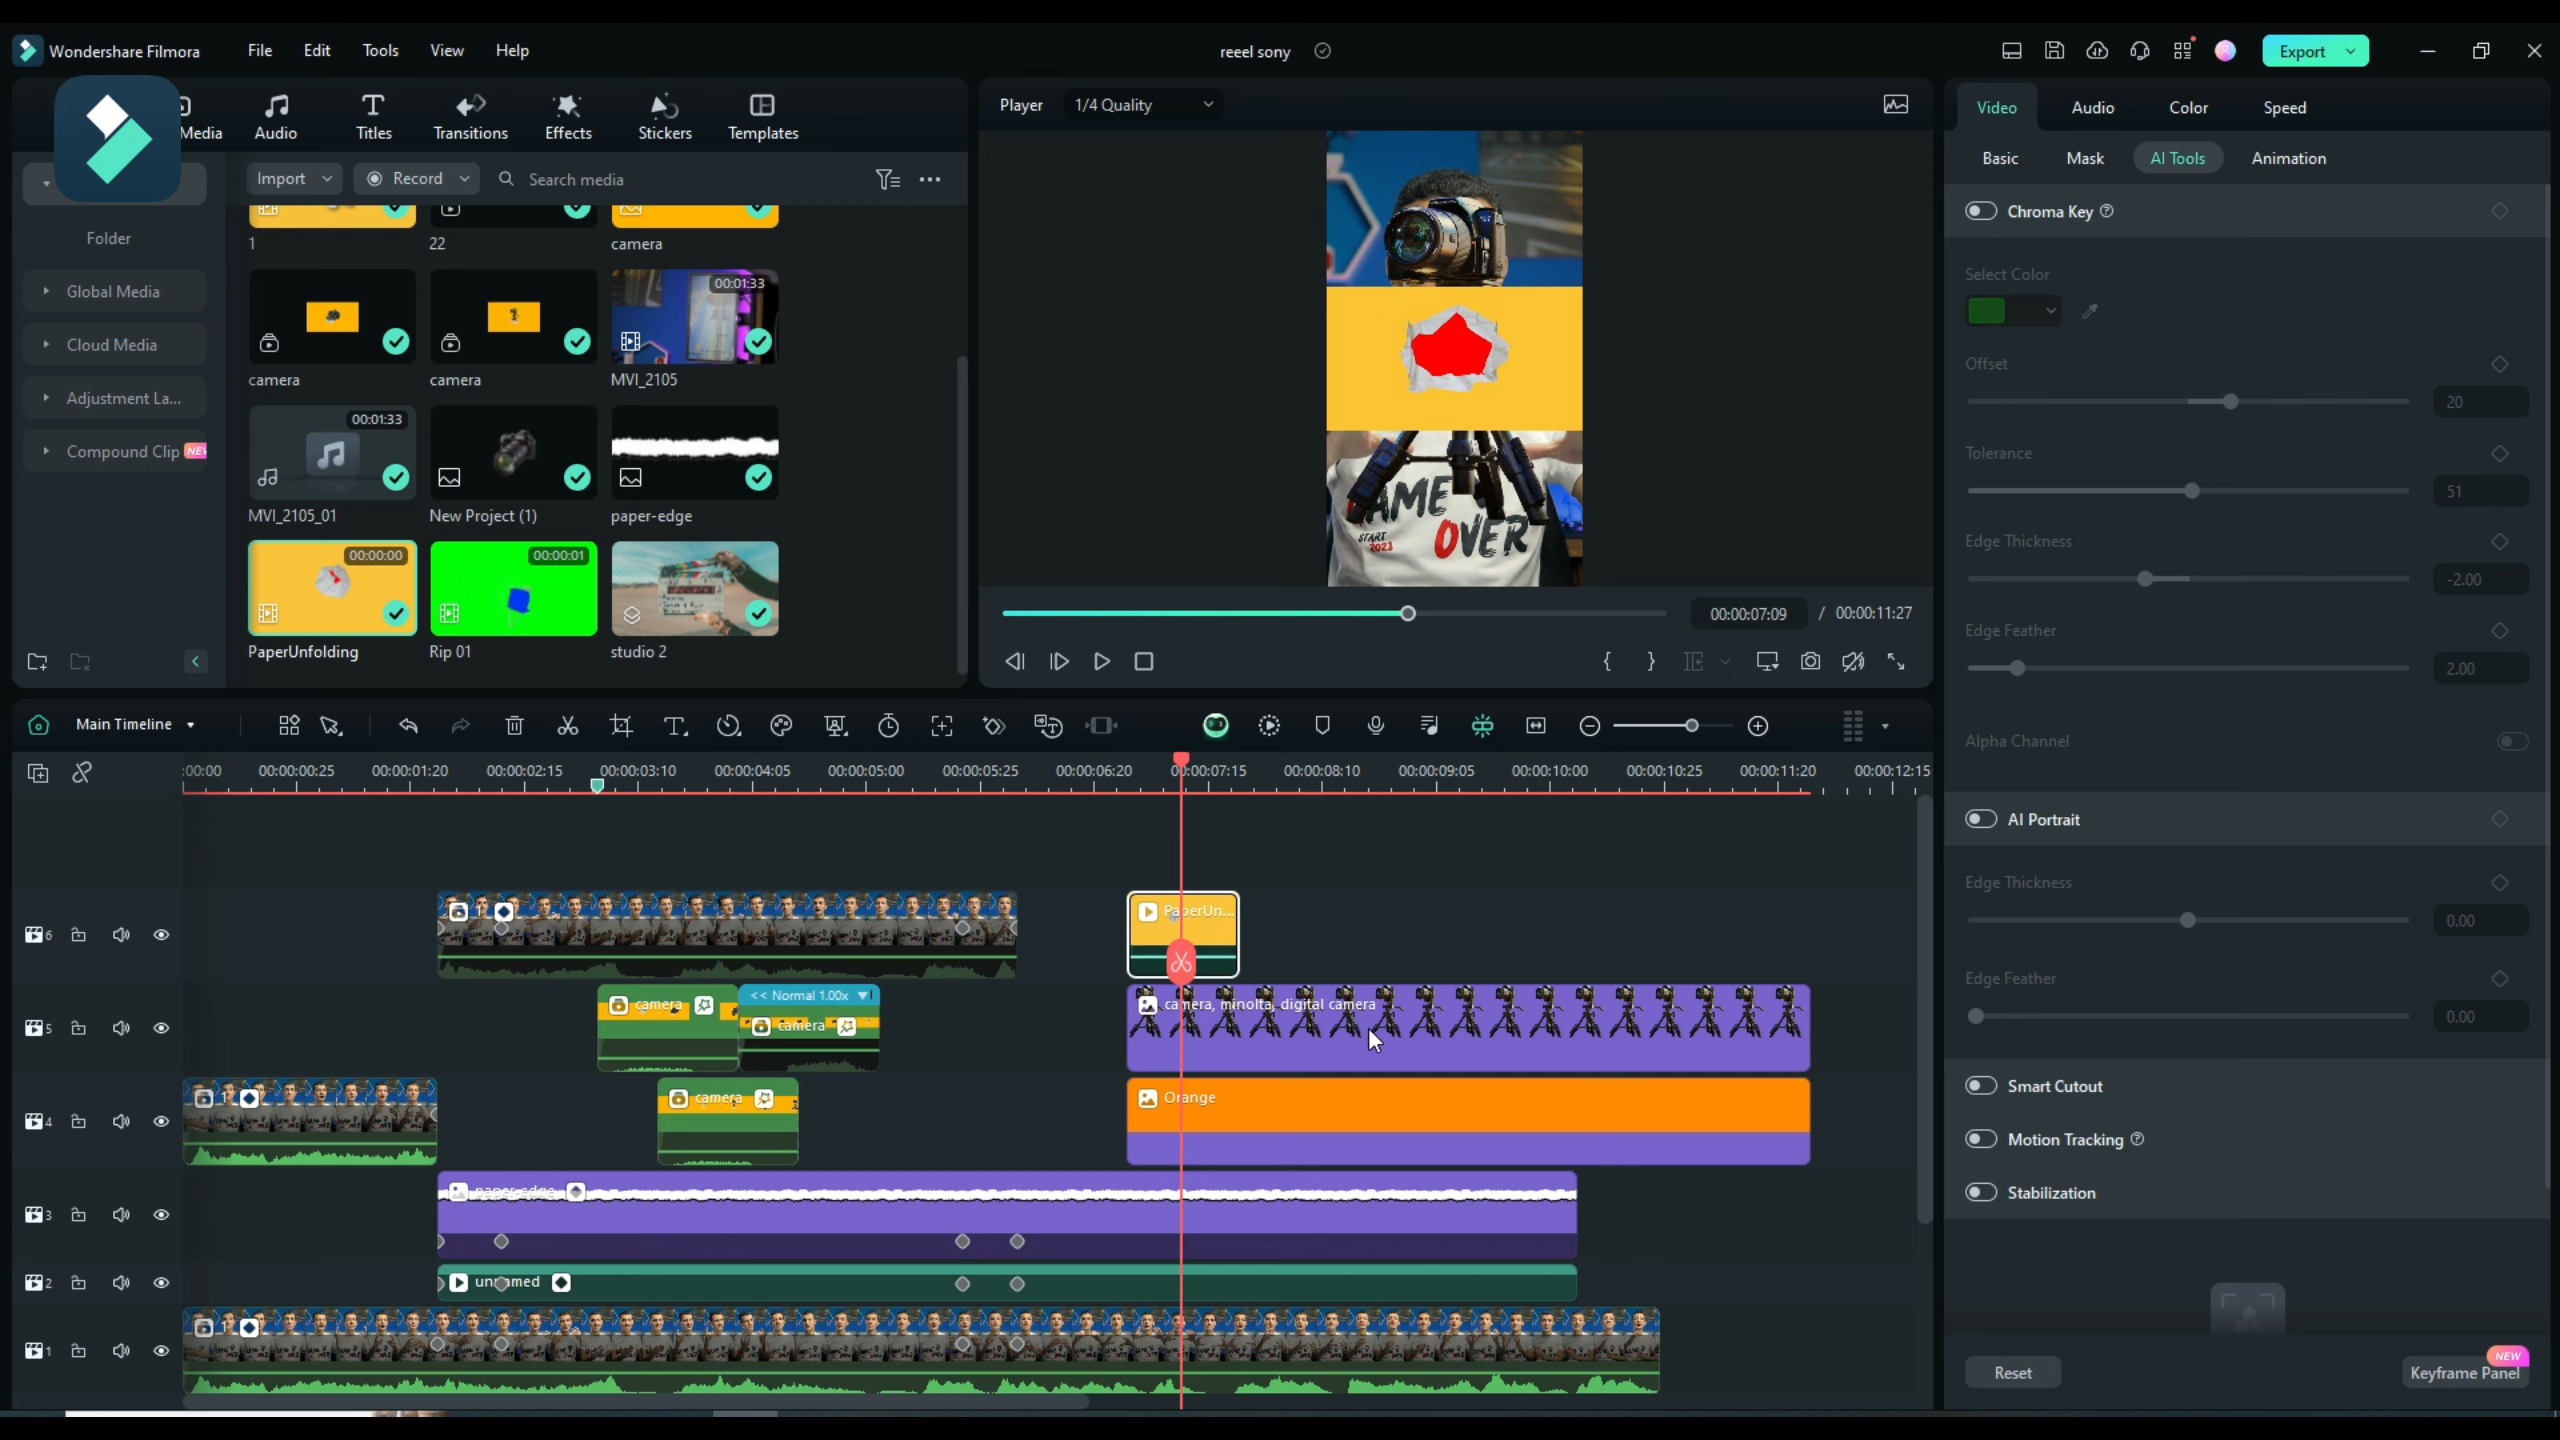 Wondershare Filmora
File
Edit
Tools
View
Help
reeel sony
Export
Media
Audio
Titles
Transitions
Effects
Stickers
Templates
Player
1/4 Quality
Video
Audio
Color
Speed
Basic
Mask
AI Tools
Animation
Import
Record
Search media
Folder
Global Media
Cloud Media
Adjustment La...
Compound Clip
1
22
camera
00:01:33
camera
camera
MVI_2105
00:01:33
MVI_2105_01
New Project (1)
paper-edge
00:00:00
00:00:01
PaperUnfolding
Rip 01
studio 2
GAME
OVER
START
2023
00:00:07:09 / 00:00:11:27
Chroma Key
Select Color
Offset
20
Tolerance
51
Edge Thickness
-2.00
Edge Feather
2.00
Alpha Channel
AI Portrait
Edge Thickness
0.00
Edge Feather
0.00
Smart Cutout
Motion Tracking
Stabilization
Reset
NEW
Keyframe Panel
Main Timeline
:00:00
00:00:00:25
00:00:01:20
00:00:02:15
00:00:03:10
00:00:04:05
00:00:05:00
00:00:05:25
00:00:06:20
00:00:07:15
00:00:08:10
00:00:09:05
00:00:10:00
00:00:10:25
00:00:11:20
00:00:12:15
6
1
PaperUn...
5
camera
<< Normal 1.00x
camera
camera, minolta, digital camera
4
1
camera
Orange
3
paper-edge
2
unnamed
1
1